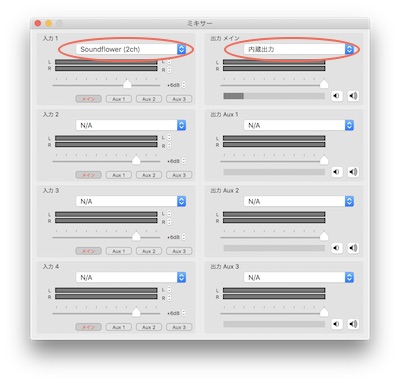 ミキサー
入力 1
Soundflower (2ch)
L
R
+6dB
メイン Aux 1 Aux 2 Aux 3
出力 メイン
内蔵出力
L
R
入力 2
N/A
L
R
+6dB
メイン Aux 1 Aux 2 Aux 3
出力 Aux 1
N/A
L
R
入力 3
N/A
L
R
+6dB
メイン Aux 1 Aux 2 Aux 3
出力 Aux 2
N/A
L
R
入力 4
N/A
L
R
+6dB
メイン Aux 1 Aux 2 Aux 3
出力 Aux 3
N/A
L
R